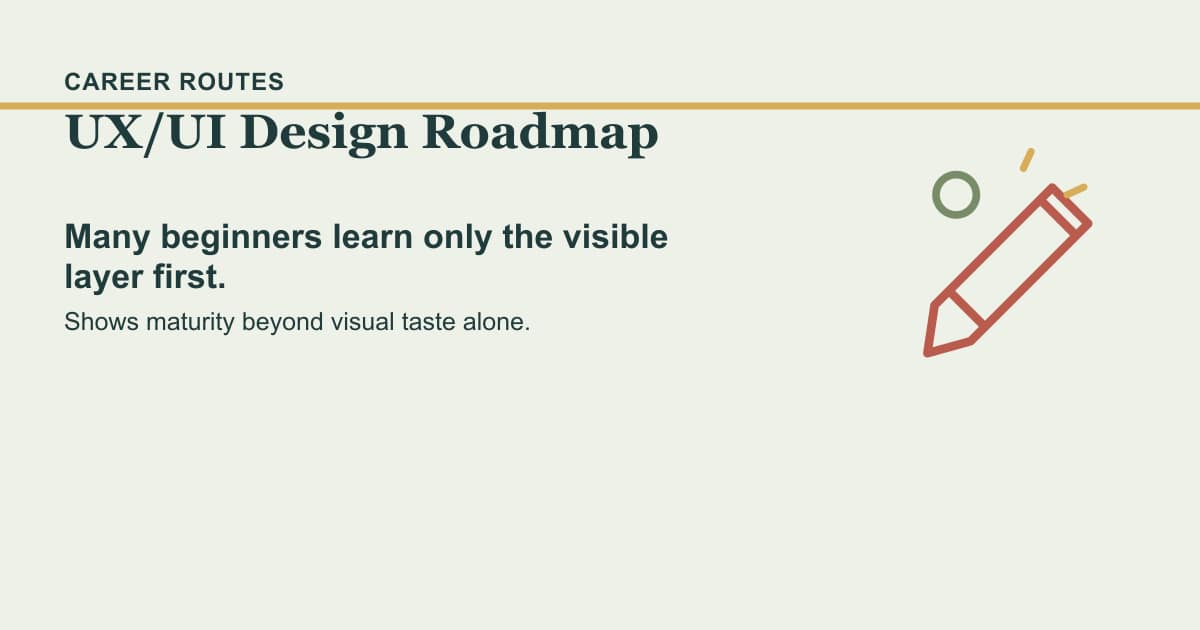 CAREER ROUTES
UX/UI Design Roadmap
Many beginners learn only the visible
layer first.
Shows maturity beyond visual taste alone.